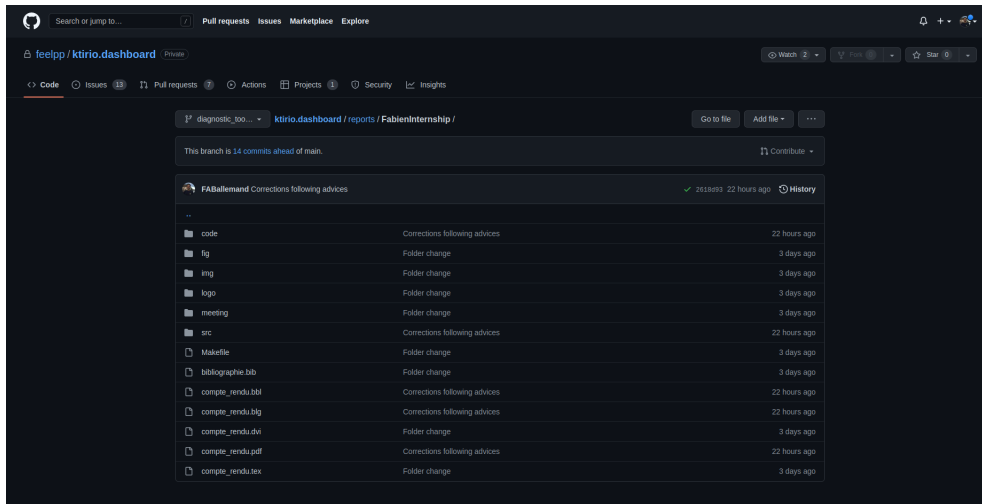 Search or jump to... / Pull requests Issues Marketplace Explore
feelpp / ktirio.dashboard Private Watch 2 Fork Star 0
<> Code Issues 13 Pull requests 7 Actions Projects 1 Security Insights
diagnostic_too... ktirio.dashboard / reports / FabienInternship / Go to file Add file ...
This branch is 14 commits ahead of main. Contribute
FABallemand Corrections following advices 2618d93 22 hours ago History
..
code Corrections following advices 22 hours ago
fig Folder change 3 days ago
img Folder change 3 days ago
logo Folder change 3 days ago
meeting Folder change 3 days ago
src Corrections following advices 22 hours ago
Makefile Folder change 3 days ago
bibliographie.bib Folder change 3 days ago
compte_rendu.bbl Corrections following advices 22 hours ago
compte_rendu.blg Corrections following advices 22 hours ago
compte_rendu.dvi Folder change 3 days ago
compte_rendu.pdf Corrections following advices 22 hours ago
compte_rendu.tex Folder change 3 days ago